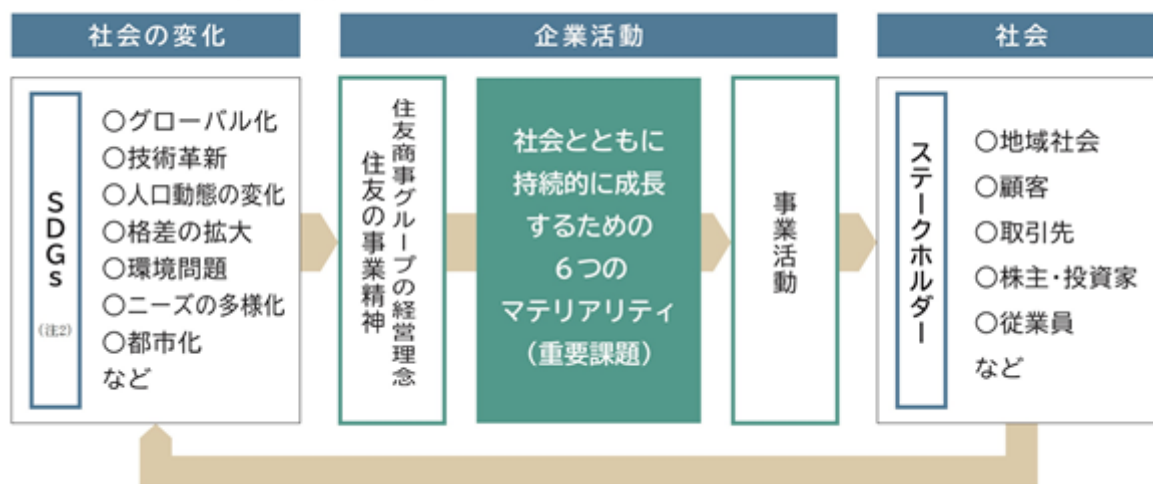 社会の変化
企業活動
社会
SDGs
(注2)
○グローバル化
○技術革新
○人口動態の変化
○格差の拡大
○環境問題
○ニーズの多様化
○都市化
など
住友商事グループの経営理念
住友の事業精神
社会とともに
持続的に成長
するための
6つの
マテリアリティ
（重要課題）
事業活動
ステークホルダー
○地域社会
○顧客
○取引先
○株主・投資家
○従業員
など